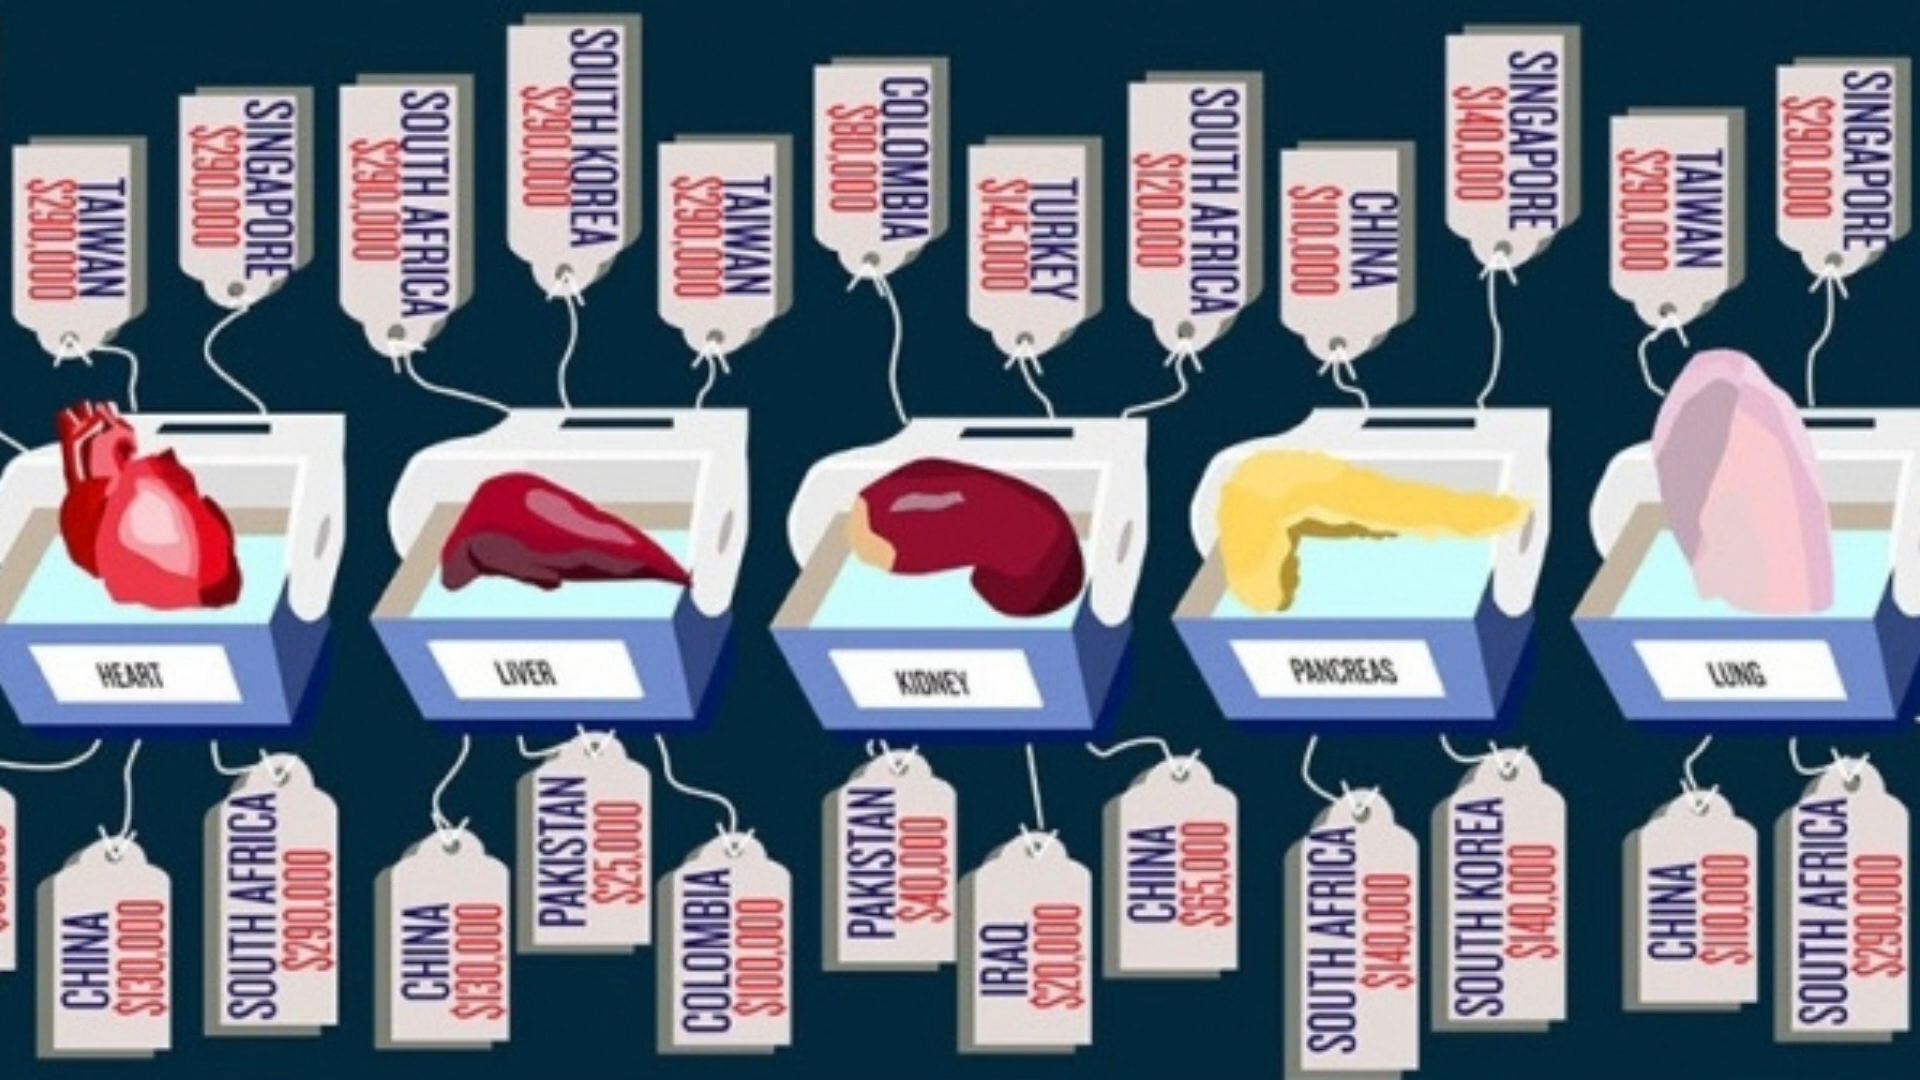 TAIWAN
$290,000
SINGAPORE
$290,000
SOUTH AFRICA
$290,000
SOUTH KOREA
$290,000
TAIWAN
$290,000
COLOMBIA
$80,000
TURKEY
$145,000
SOUTH AFRICA
$120,000
CHINA
$110,000
SINGAPORE
$140,000
TAIWAN
$290,000
SINGAPORE
$290,000
HEART
LIVER
KIDNEY
PANCREAS
LUNG
CHINA
$130,000
SOUTH AFRICA
$290,000
CHINA
$130,000
PAKISTAN
$25,000
COLOMBIA
$100,000
PAKISTAN
$40,000
IRAQ
$20,000
CHINA
$65,000
SOUTH AFRICA
$140,000
SOUTH KOREA
$140,000
CHINA
$110,000
SOUTH AFRICA
$290,000